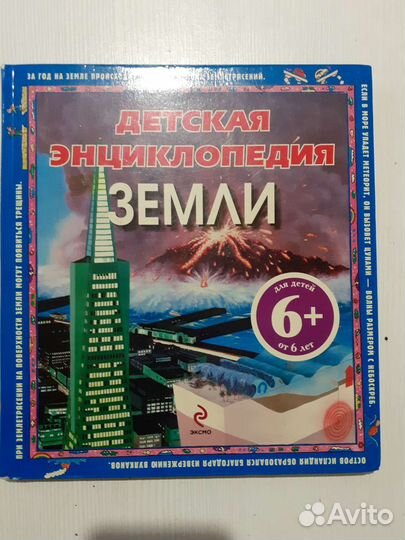 ЗА ГОД НА ЗЕМЛЕ ПРОИСХОД ЗЕМЛЕТРЯСЕНИЙ.
ДЕТСКАЯ
ЭНЦИКЛОПЕДИЯ
ЗЕМЛИ
для детей
6+
от 6 лет
ЭКСМО
ЕСЛИ В МОРЕ УПАДЕТ МЕТЕОРИТ, ОН ВЫЗОВЕТ ЦУНАМИ — ВОЛНЫ РАЗМЕРОМ С НЕБОСКРЕБ.
ОСТРОВ ИСЛАНДИЯ ОБРАЗОВАЛСЯ БЛАГОДАРЯ ИЗВЕРЖЕНИЮ ВУЛКАНОВ.
ПРИ ЗЕМЛЕТРЯСЕНИИ НА ПОВЕРХНОСТИ ЗЕМЛИ МОГУТ ПОЯВИТЬСЯ ТРЕЩИНЫ.
Avito